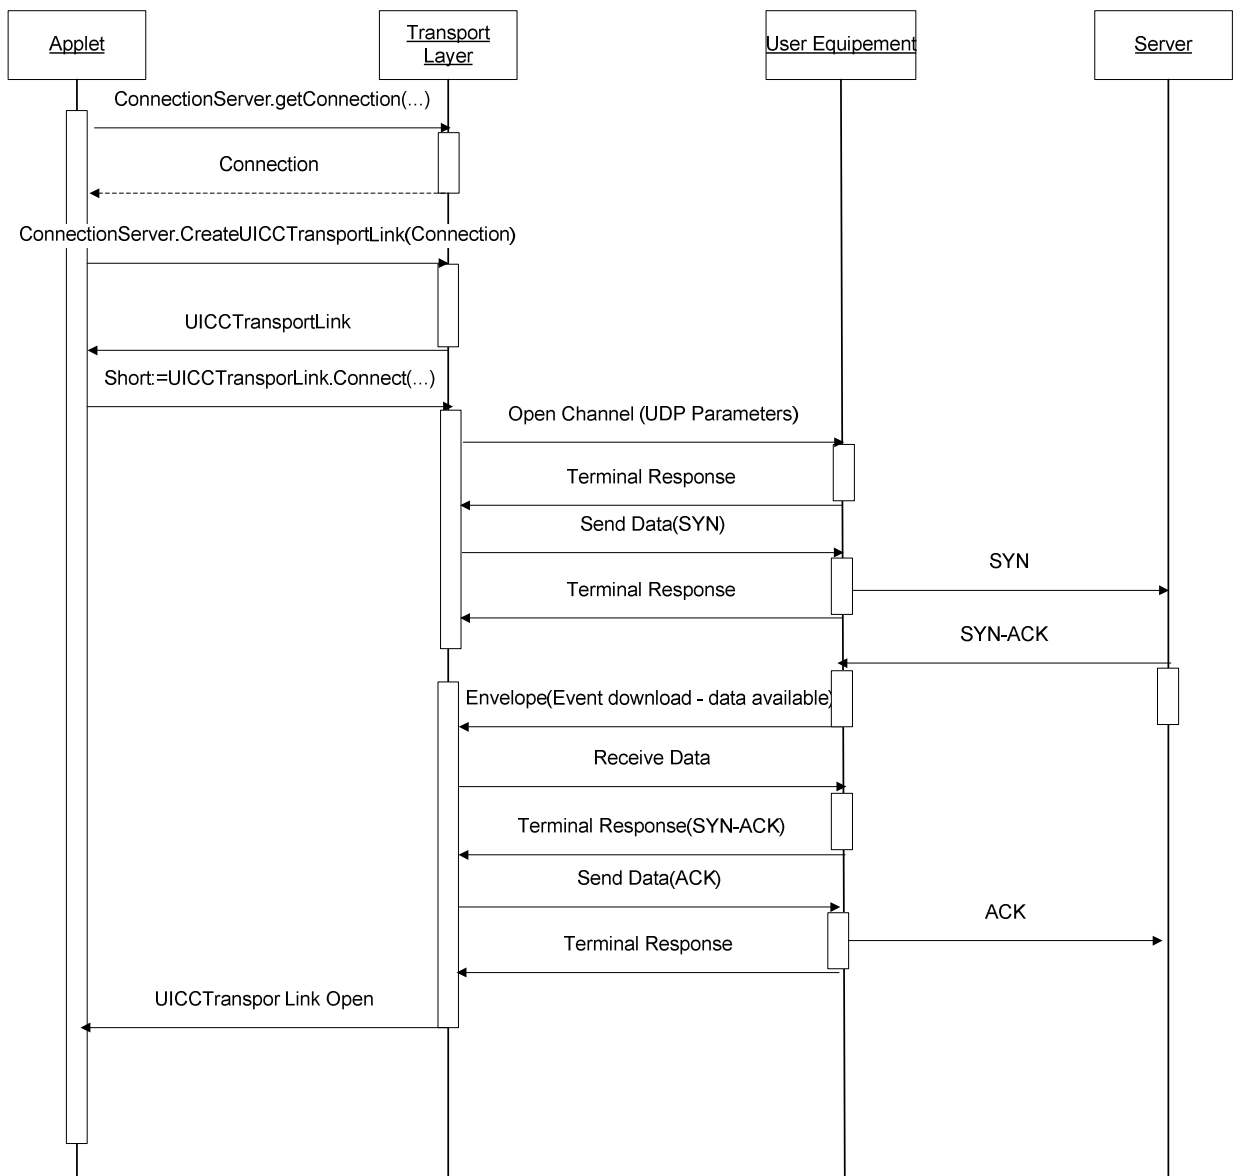 Applet
Transport
Layer
User Equipement
Server
ConnectionServer.getConnection(...)
Connection
ConnectionServer.CreateUICCTransportLink(Connection)
UICCTransportLink
Short:=UICCTransporLink.Connect(...)
Open Channel (UDP Parameters)
Terminal Response
Send Data(SYN)
SYN
Terminal Response
SYN-ACK
Envelope(Event download - data available)
Receive Data
Terminal Response(SYN-ACK)
Send Data(ACK)
ACK
Terminal Response
UICCTranspor Link Open